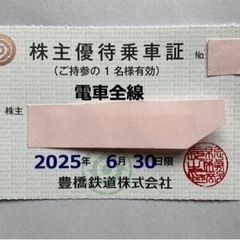 株主優待乗車証 No.
(ご持参の1名様有効)
電車全線
株主
2025年 6月 30日限
豊橋鉄道株式会社